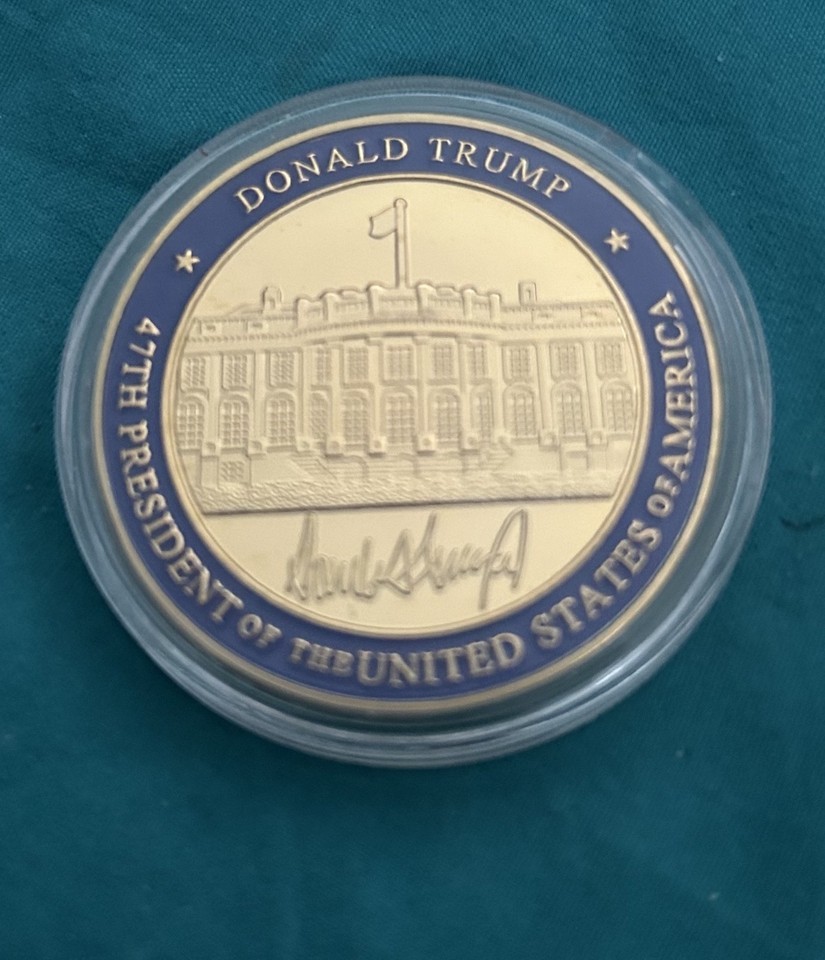 DONALD TRUMP
47TH PRESIDENT OF THE UNITED STATES OF AMERICA